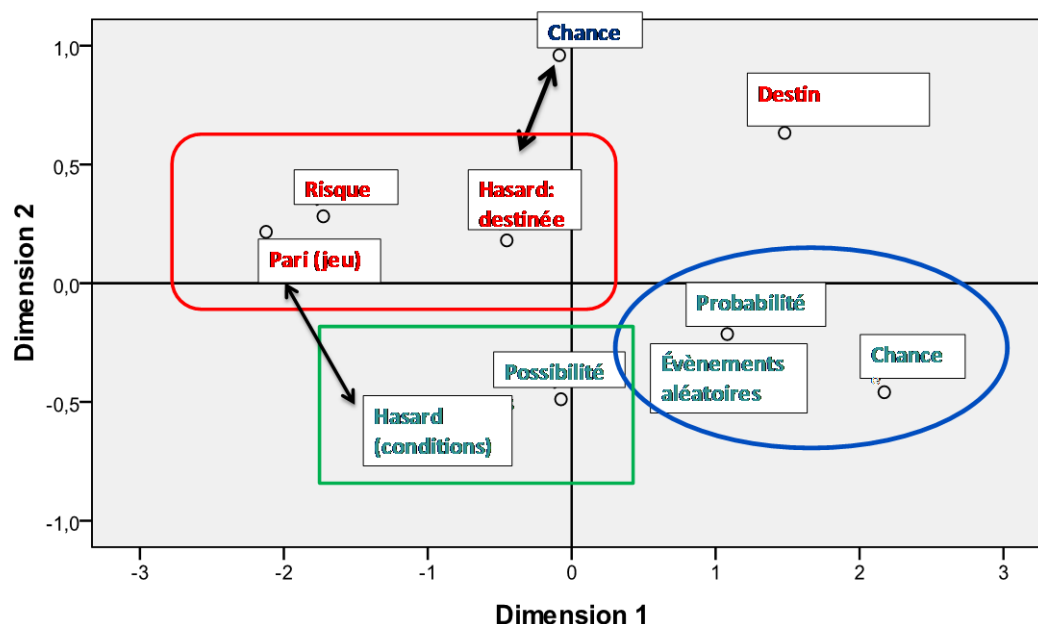 Chance
1,0
Destin
0,5
Risque
Hasard:
destinée
Pari (jeu)
0,0
Dimension 2
Probabilité
Chance
Possibilité
Évènements
aléatoires
-0,5
Hasard
(conditions)
-1,0
-3
-2
-1
0
1
2
3
Dimension 1